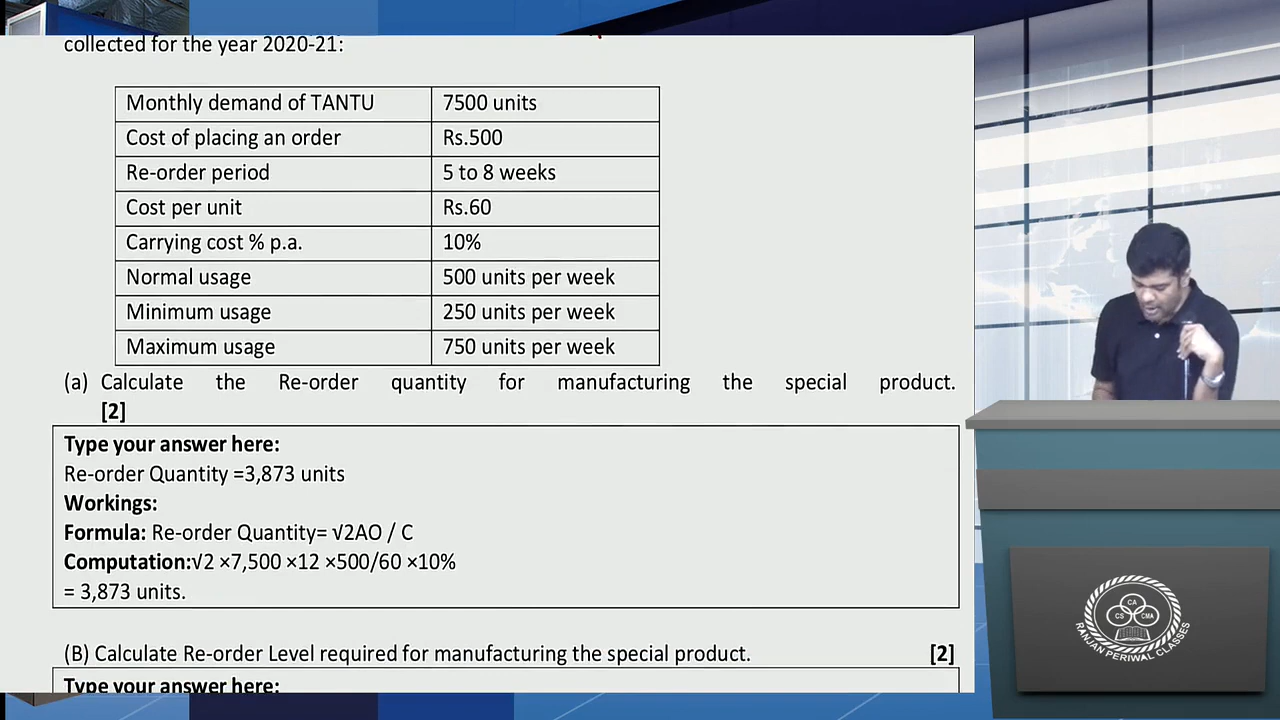 collected for the year 2020-21:
Monthly demand of TANTU 7500 units
Cost of placing an order Rs.500
Re-order period 5 to 8 weeks
Cost per unit Rs.60
Carrying cost % p.a. 10%
Normal usage 500 units per week
Minimum usage 250 units per week
Maximum usage 750 units per week
(a) Calculate the Re-order quantity for manufacturing the special product.
[2]
Type your answer here:
Re-order Quantity =3,873 units
Workings:
Formula: Re-order Quantity= √2AO / C
Computation:√2 ×7,500 ×12 ×500/60 ×10%
= 3,873 units.
(B) Calculate Re-order Level required for manufacturing the special product. [2]
Type your answer here:
CA
CS CMA
RANJAN PERIWAL CLASSES